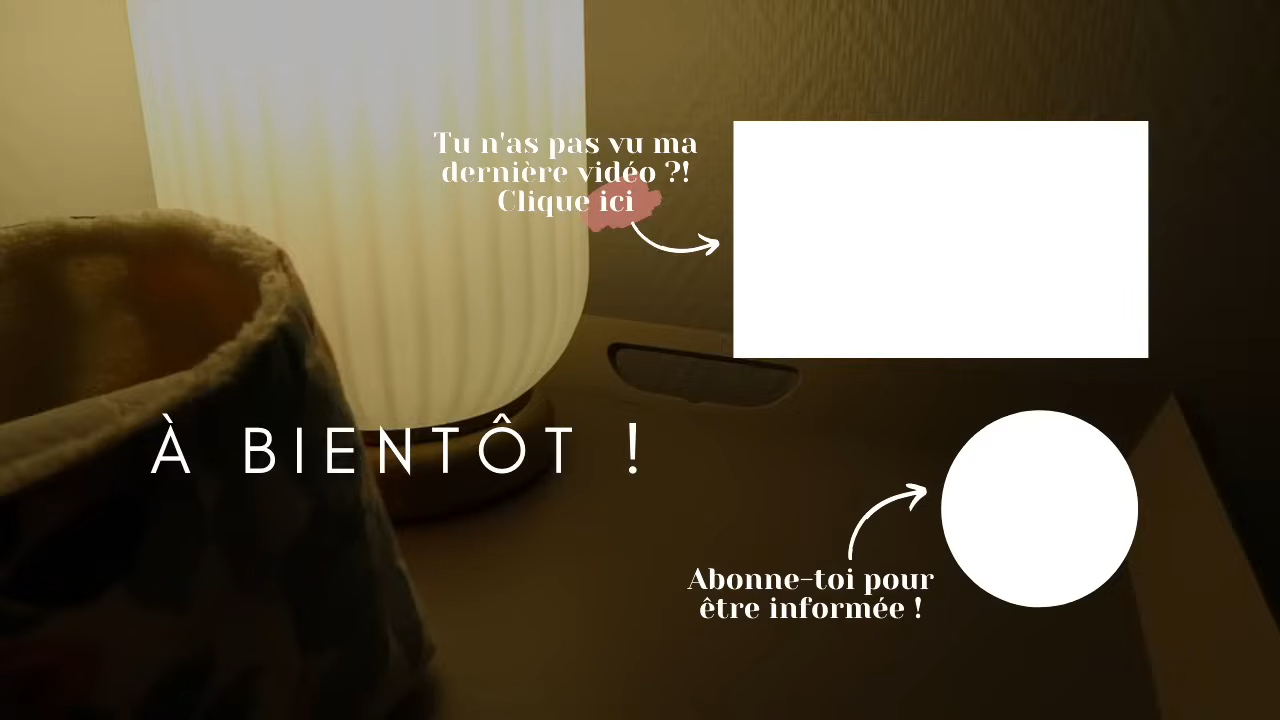 Tu n'as pas vu ma
dernière vidéo ?!
Clique ici
À BIENTÔT !
Abonne-toi pour
être informée !